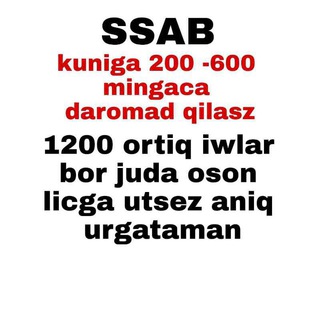 SSAB
kuniga 200 -600
mingaca
daromad qilasz
1200 ortiq iwlar
bor juda oson
licga utsez aniq
urgataman